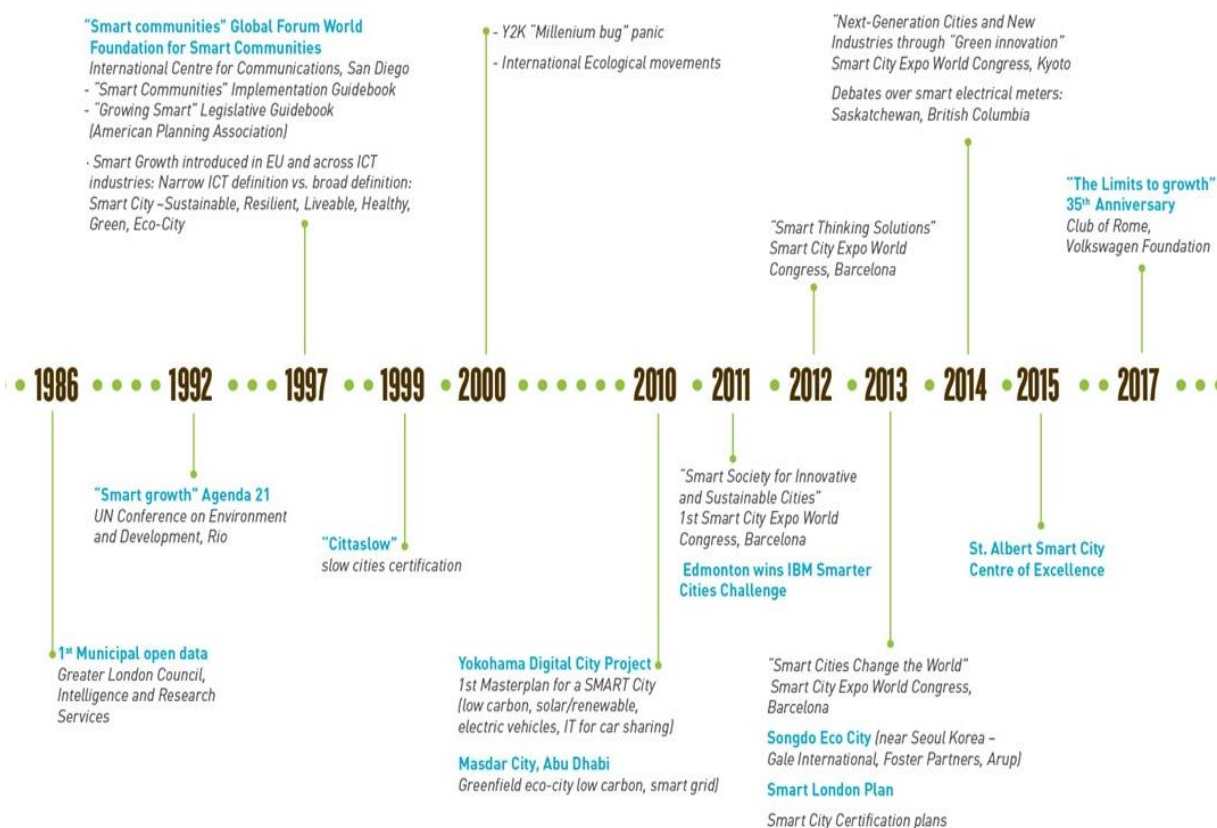 “Smart communities” Global Forum World
Foundation for Smart Communities
International Centre for Communications, San Diego
- “Smart Communities” Implementation Guidebook
- “Growing Smart” Legislative Guidebook
(American Planning Association)
· Smart Growth introduced in EU and across ICT
industries: Narrow ICT definition vs. broad definition:
Smart City ~Sustainable, Resilient, Liveable, Healthy,
Green, Eco-City
- Y2K “Millenium bug” panic
- International Ecological movements
“Smart Thinking Solutions”
Smart City Expo World
Congress, Barcelona
“Next-Generation Cities and New
Industries through “Green innovation”
Smart City Expo World Congress, Kyoto
Debates over smart electrical meters:
Saskatchewan, British Columbia
“The Limits to growth”
35th Anniversary
Club of Rome,
Volkswagen Foundation
1986 1992 1997 1999 2000 2010 2011 2012 2013 2014 2015 2017
1st Municipal open data
Greater London Council,
Intelligence and Research
Services
“Smart growth” Agenda 21
UN Conference on Environment
and Development, Rio
“Cittaslow”
slow cities certification
Yokohama Digital City Project
1st Masterplan for a SMART City
(low carbon, solar/renewable,
electric vehicles, IT for car sharing)
Masdar City, Abu Dhabi
Greenfield eco-city low carbon, smart grid)
“Smart Society for Innovative
and Sustainable Cities”
1st Smart City Expo World
Congress, Barcelona
Edmonton wins IBM Smarter
Cities Challenge
“Smart Cities Change the World”
Smart City Expo World Congress,
Barcelona
Songdo Eco City (near Seoul Korea –
Gale International, Foster Partners, Arup)
Smart London Plan
Smart City Certification plans
St. Albert Smart City
Centre of Excellence